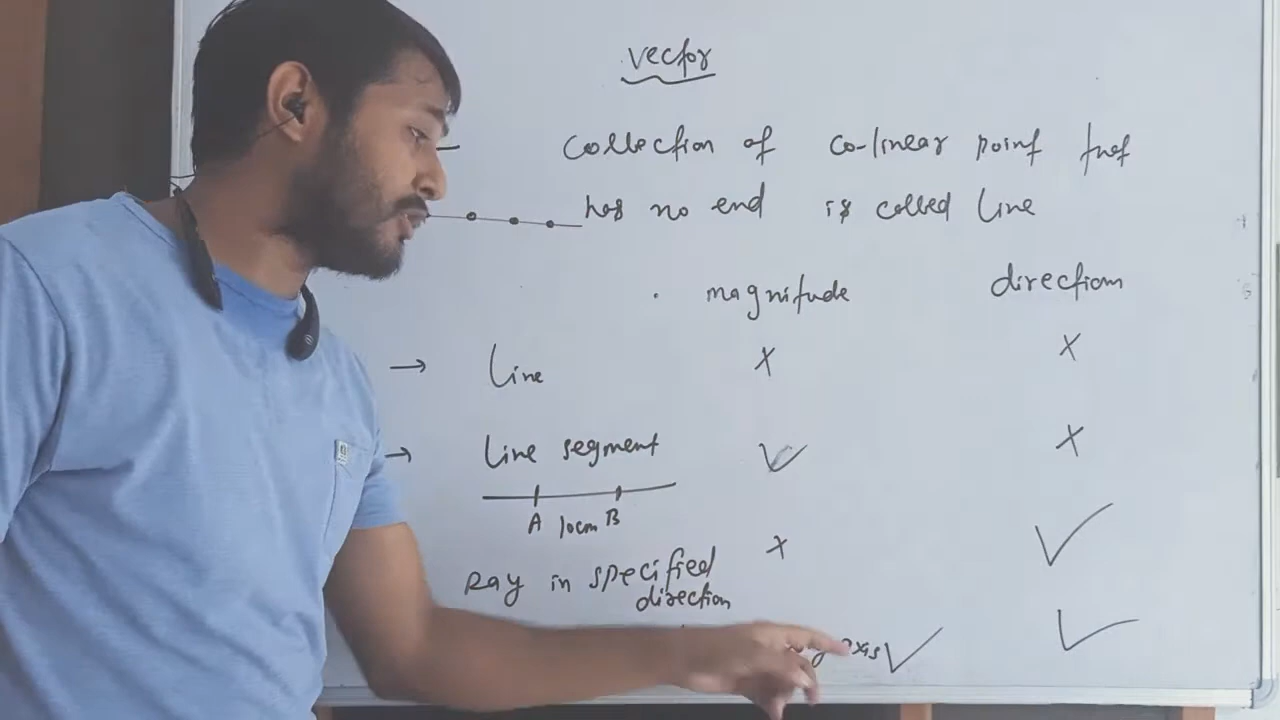 vector
collection of co-linear point that
has no end is called line
magnitude direction
→ Line x x
→ Line segment ✓ x
A 10cm B
Ray in specified x ✓
direction
axis ✓ ✓